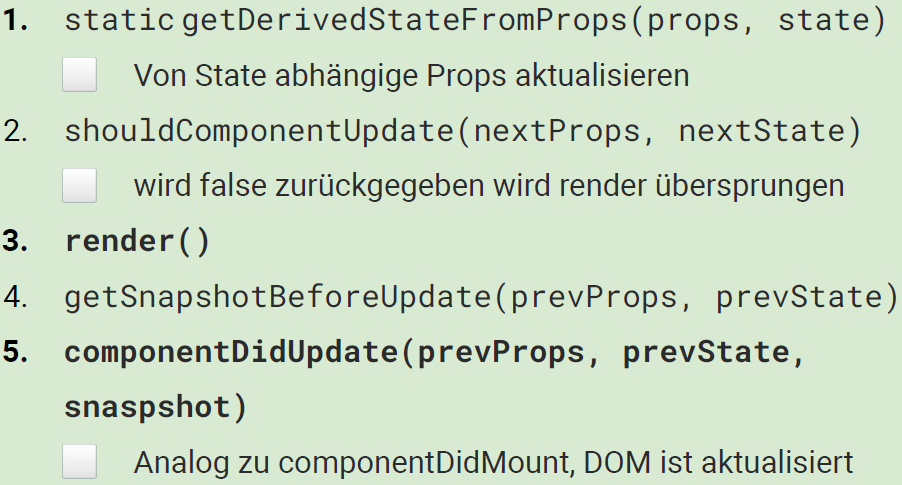 1. static getDerivedStateFromProps(props, state)
Von State abhängige Props aktualisieren
2. shouldComponentUpdate(nextProps, nextState)
wird false zurückgegeben wird render übersprungen
3. render()
4. getSnapshotBeforeUpdate(prevProps, prevState)
5. componentDidUpdate(prevProps, prevState,
snaspshot)
Analog zu componentDidMount, DOM ist aktualisiert